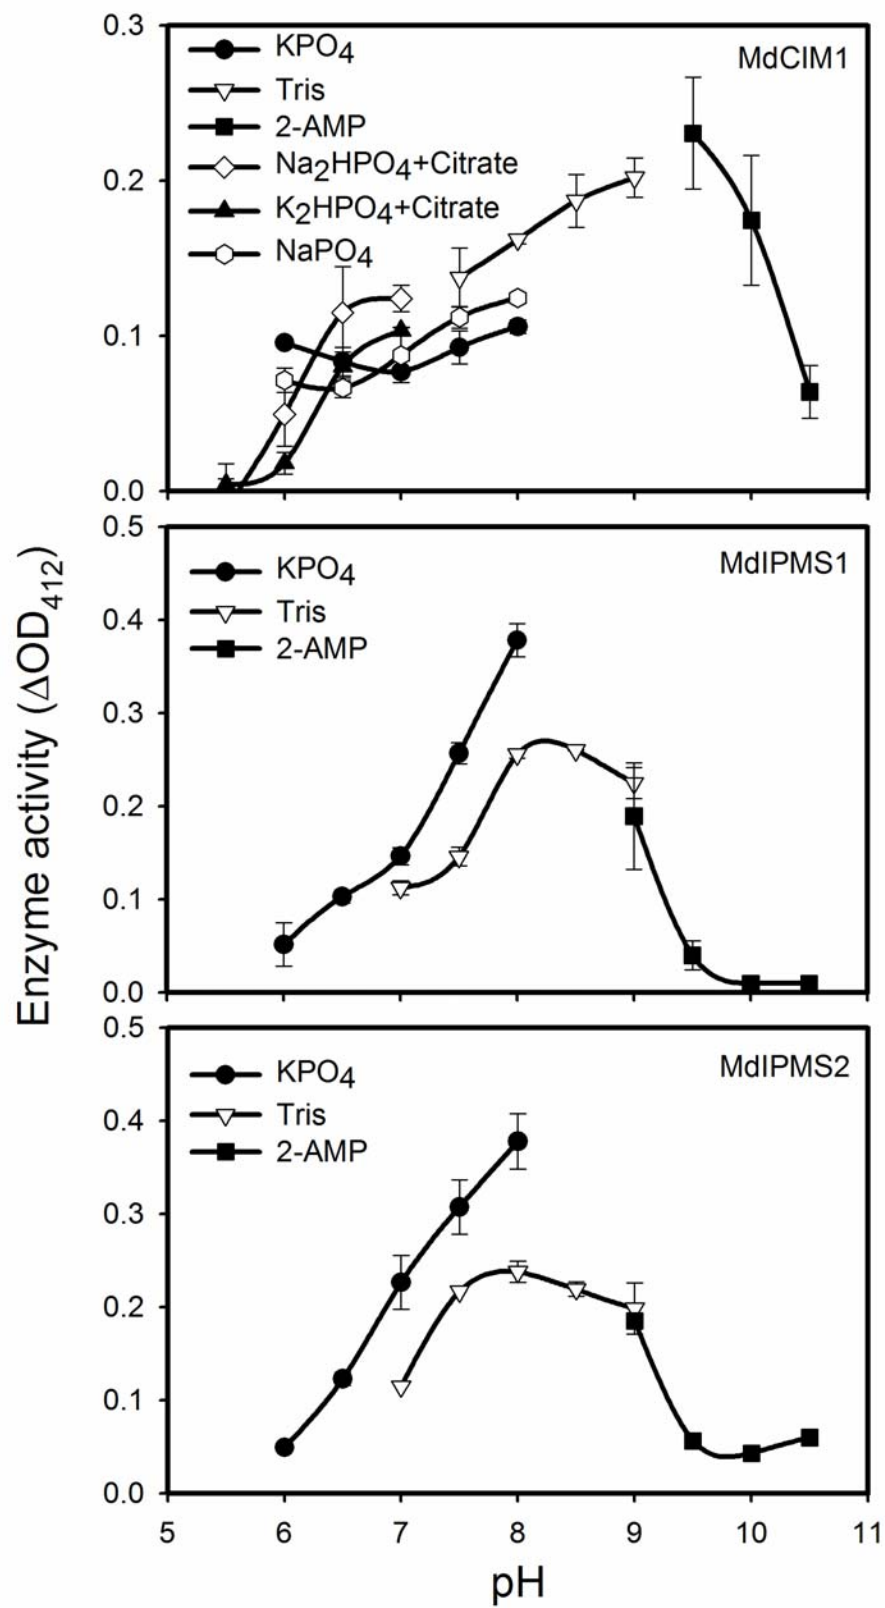 0.3
KPO4
MdCIM1
Tris
2-AMP
0.2
Na2HPO4+Citrate
K2HPO4+Citrate
NaPO4
0.1
0.0
0.5
KPO4
MdIPMS1
Tris
0.4
2-AMP
0.3
0.2
0.1
0.0
Enzyme activity (ΔOD412)
0.5
KPO4
MdIPMS2
Tris
0.4
2-AMP
0.3
0.2
0.1
0.0
5 6 7 8 9 10 11
pH